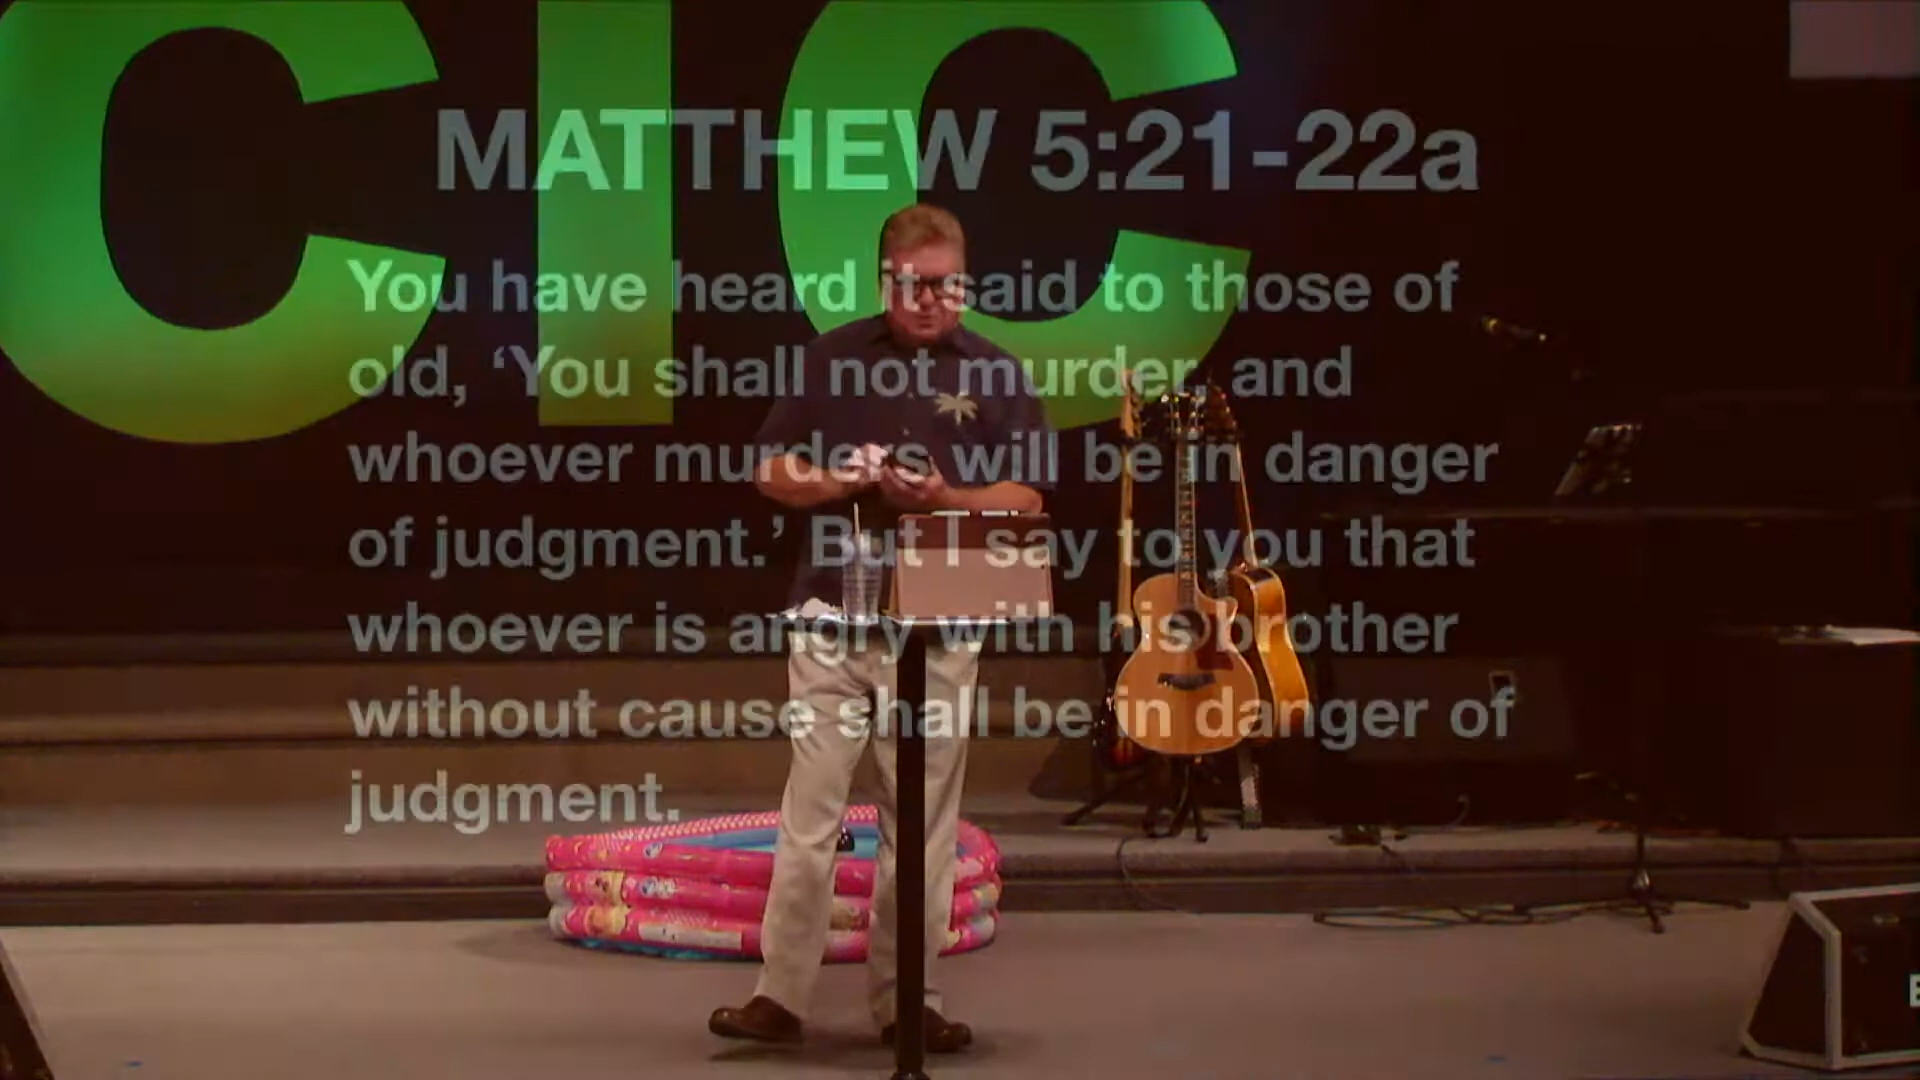 CIC
MATTHEW 5:21-22a
You have heard it said to those of
old, ‘You shall not murder, and
whoever murders will be in danger
of judgment.’ But I say to you that
whoever is angry with his brother
without cause shall be in danger of
judgment.